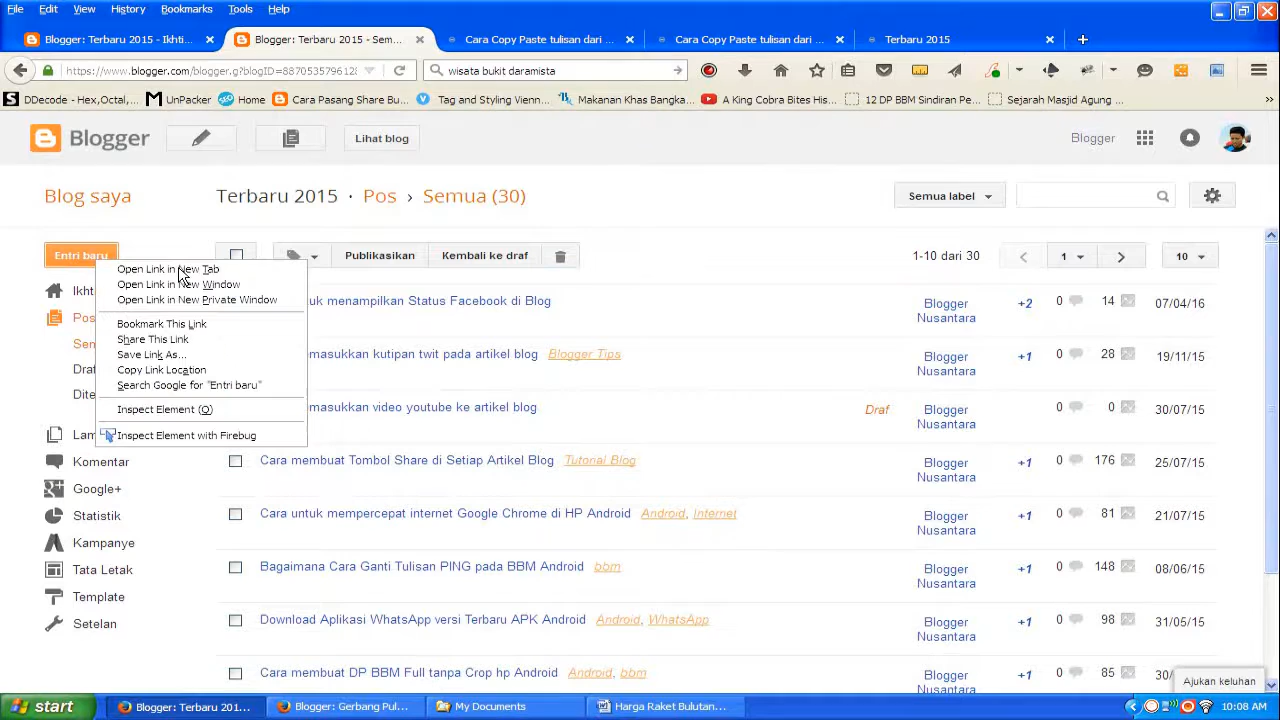 File Edit View History Bookmarks Tools Help
Blogger: Terbaru 2015 - Ikhti... × Blogger: Terbaru 2015 - Sem... × Cara Copy Paste tulisan dari ... × Cara Copy Paste tulisan dari ... × Terbaru 2015 ×
https://www.blogger.com/blogger.g?blogID=8870535796128 wisata bukit daramista
DDecode - Hex,Octal,... UnPacker Home Cara Pasang Share Bu... Tag and Styling Vienn... Makanan Khas Bangka... A King Cobra Bites His... 12 DP BBM Sindiran Pe... Sejarah Masjid Agung ...
Blogger Lihat blog Blogger
Blog saya Terbaru 2015 · Pos › Semua (30) Semua label
Entri baru Publikasikan Kembali ke draf 1-10 dari 30 1 10
Open Link in New Tab
Open Link in New Window
Open Link in New Private Window
Bookmark This Link
Share This Link
Save Link As...
Copy Link Location
Search Google for "Entri baru"
Inspect Element (Q)
Inspect Element with Firebug
Ikht
Pos
Sem
Draf
Dite
Lam
Komentar
Google+
Statistik
Kampanye
Tata Letak
Template
Setelan
uk menampilkan Status Facebook di Blog Blogger Nusantara +2 0 14 07/04/16
emasukkan kutipan twit pada artikel blog Blogger Tips Blogger Nusantara +1 0 28 19/11/15
emasukkan video youtube ke artikel blog Draf Blogger Nusantara 0 0 30/07/15
Cara membuat Tombol Share di Setiap Artikel Blog Tutorial Blog Blogger Nusantara +1 0 176 25/07/15
Cara untuk mempercepat internet Google Chrome di HP Android Android, Internet Blogger Nusantara +1 0 81 21/07/15
Bagaimana Cara Ganti Tulisan PING pada BBM Android bbm Blogger Nusantara +1 0 148 08/06/15
Download Aplikasi WhatsApp versi Terbaru APK Android Android, WhatsApp Blogger Nusantara +1 0 98 31/05/15
Cara membuat DP BBM Full tanpa Crop hp Android Android, bbm Blogger Nusantara +1 0 85 30/
Ajukan keluhan
start Blogger: Terbaru 201... Blogger: Gerbang Pul... My Documents Harga Raket Bulutan... 10:08 AM